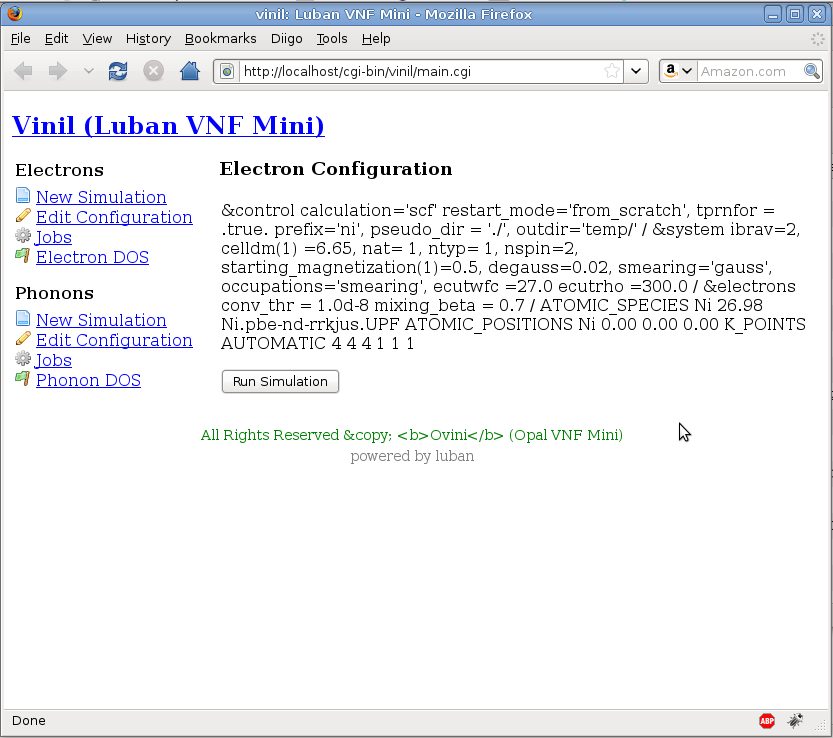 vinil: Luban VNF Mini - Mozilla Firefox
File Edit View History Bookmarks Diigo Tools Help
http://localhost/cgi-bin/vinil/main.cgi
a Amazon.com
Vinil (Luban VNF Mini)
Electrons
New Simulation
Edit Configuration
Jobs
Electron DOS
Phonons
New Simulation
Edit Configuration
Jobs
Phonon DOS
Electron Configuration
&control calculation='scf' restart_mode='from_scratch', tprnfor =
.true. prefix='ni', pseudo_dir = './', outdir='temp/' / &system ibrav=2,
celldm(1) =6.65, nat= 1, ntyp= 1, nspin=2,
starting_magnetization(1)=0.5, degauss=0.02, smearing='gauss',
occupations='smearing', ecutwfc =27.0 ecutrho =300.0 / &electrons
conv_thr = 1.0d-8 mixing_beta = 0.7 / ATOMIC_SPECIES Ni 26.98
Ni.pbe-nd-rrkjus.UPF ATOMIC_POSITIONS Ni 0.00 0.00 0.00 K_POINTS
AUTOMATIC 4 4 4 1 1 1
Run Simulation
All Rights Reserved &copy; <b>Ovini</b> (Opal VNF Mini)
powered by luban
Done
ABP